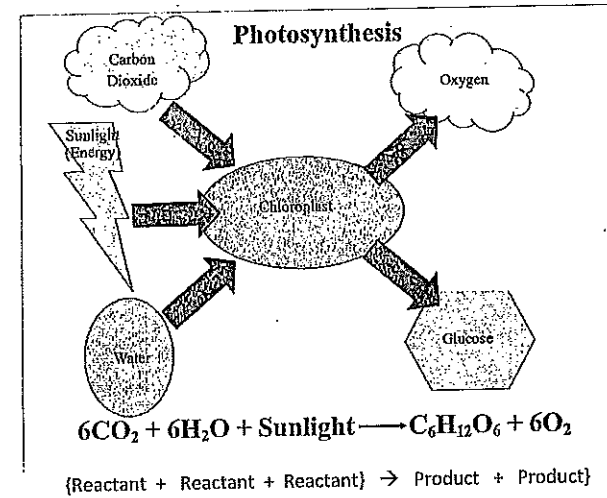 Photosynthesis
Carbon
Dioxide
Oxygen
Sunlight
(Energy)
Chloroplast
Water
Glucose
6CO₂ + 6H₂O + Sunlight → C₆H₁₂O₆ + 6O₂
{Reactant + Reactant + Reactant} → Product + Product}